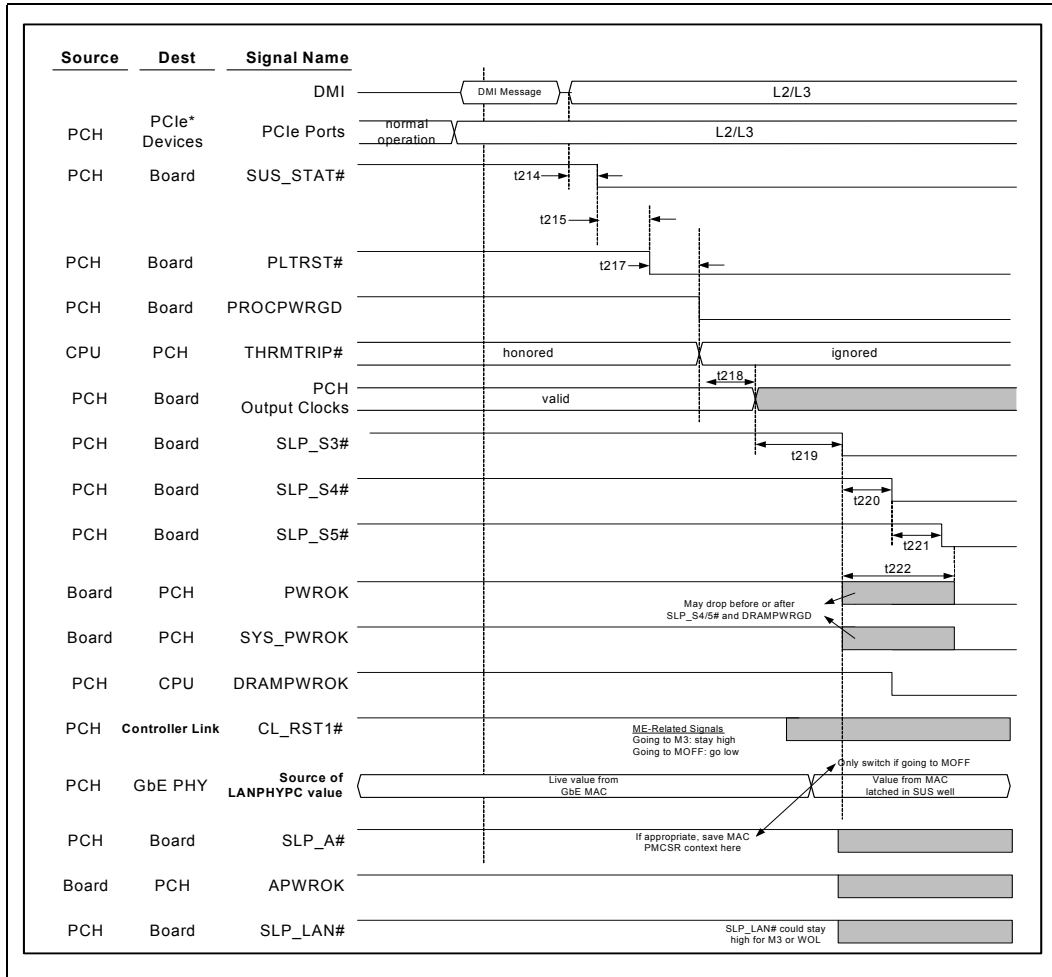 Source Dest Signal Name
DMI DMI Message L2/L3
PCH PCIe* Devices PCIe Ports normal operation L2/L3
PCH Board SUS_STAT# t214
t215
PCH Board PLTRST# t217
PCH Board PROCPWRGD
CPU PCH THRMTRIP# honored ignored
t218
PCH Board PCH Output Clocks valid
PCH Board SLP_S3# t219
PCH Board SLP_S4# t220
PCH Board SLP_S5# t221
t222
Board PCH PWROK
May drop before or after
SLP_S4/5# and DRAMPWRGD
Board PCH SYS_PWROK
PCH CPU DRAMPWROK
PCH Controller Link CL_RST1#
ME-Related Signals
Going to M3: stay high
Going to MOFF: go low
Only switch if going to MOFF
PCH GbE PHY Source of LANPHYPC value
Live value from
GbE MAC
Value from MAC
latched in SUS well
PCH Board SLP_A#
If appropriate, save MAC
PMCSR context here
Board PCH APWROK
PCH Board SLP_LAN#
SLP_LAN# could stay
high for M3 or WOL